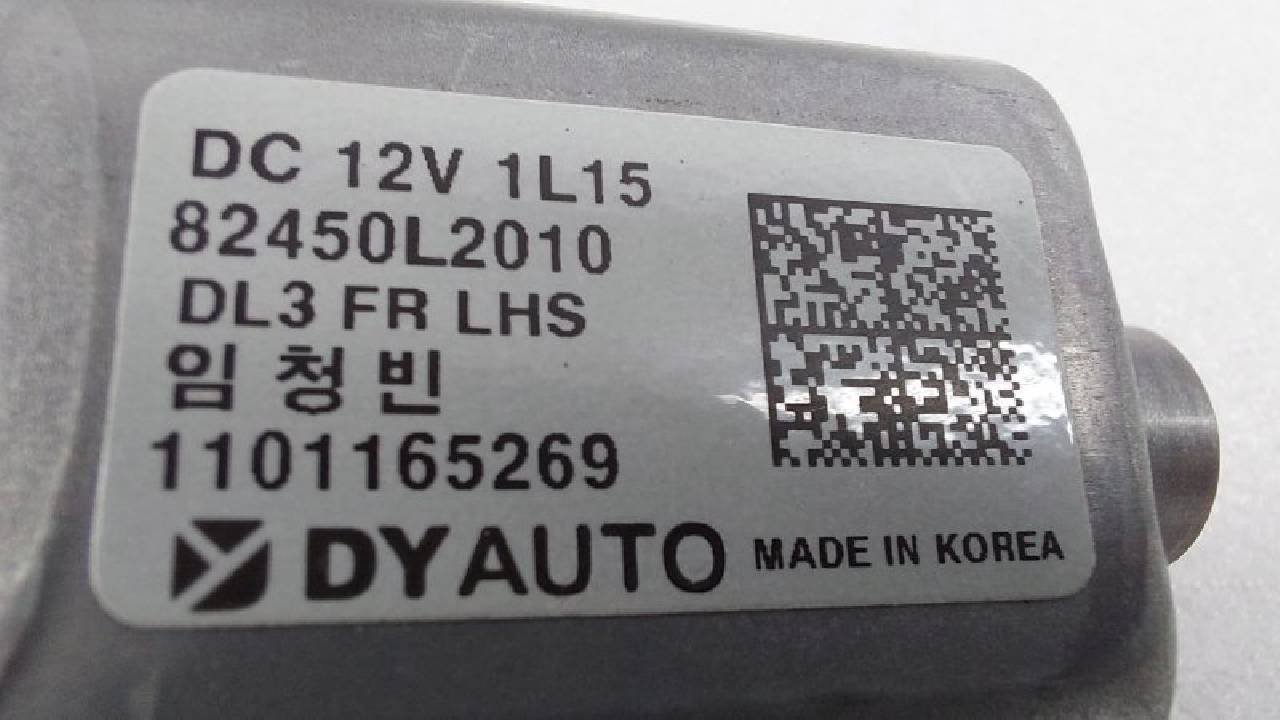 DC 12V 1L15
82450L2010
DL3 FR LHS
임 청 빈
1101165269
DYAUTO MADE IN KOREA